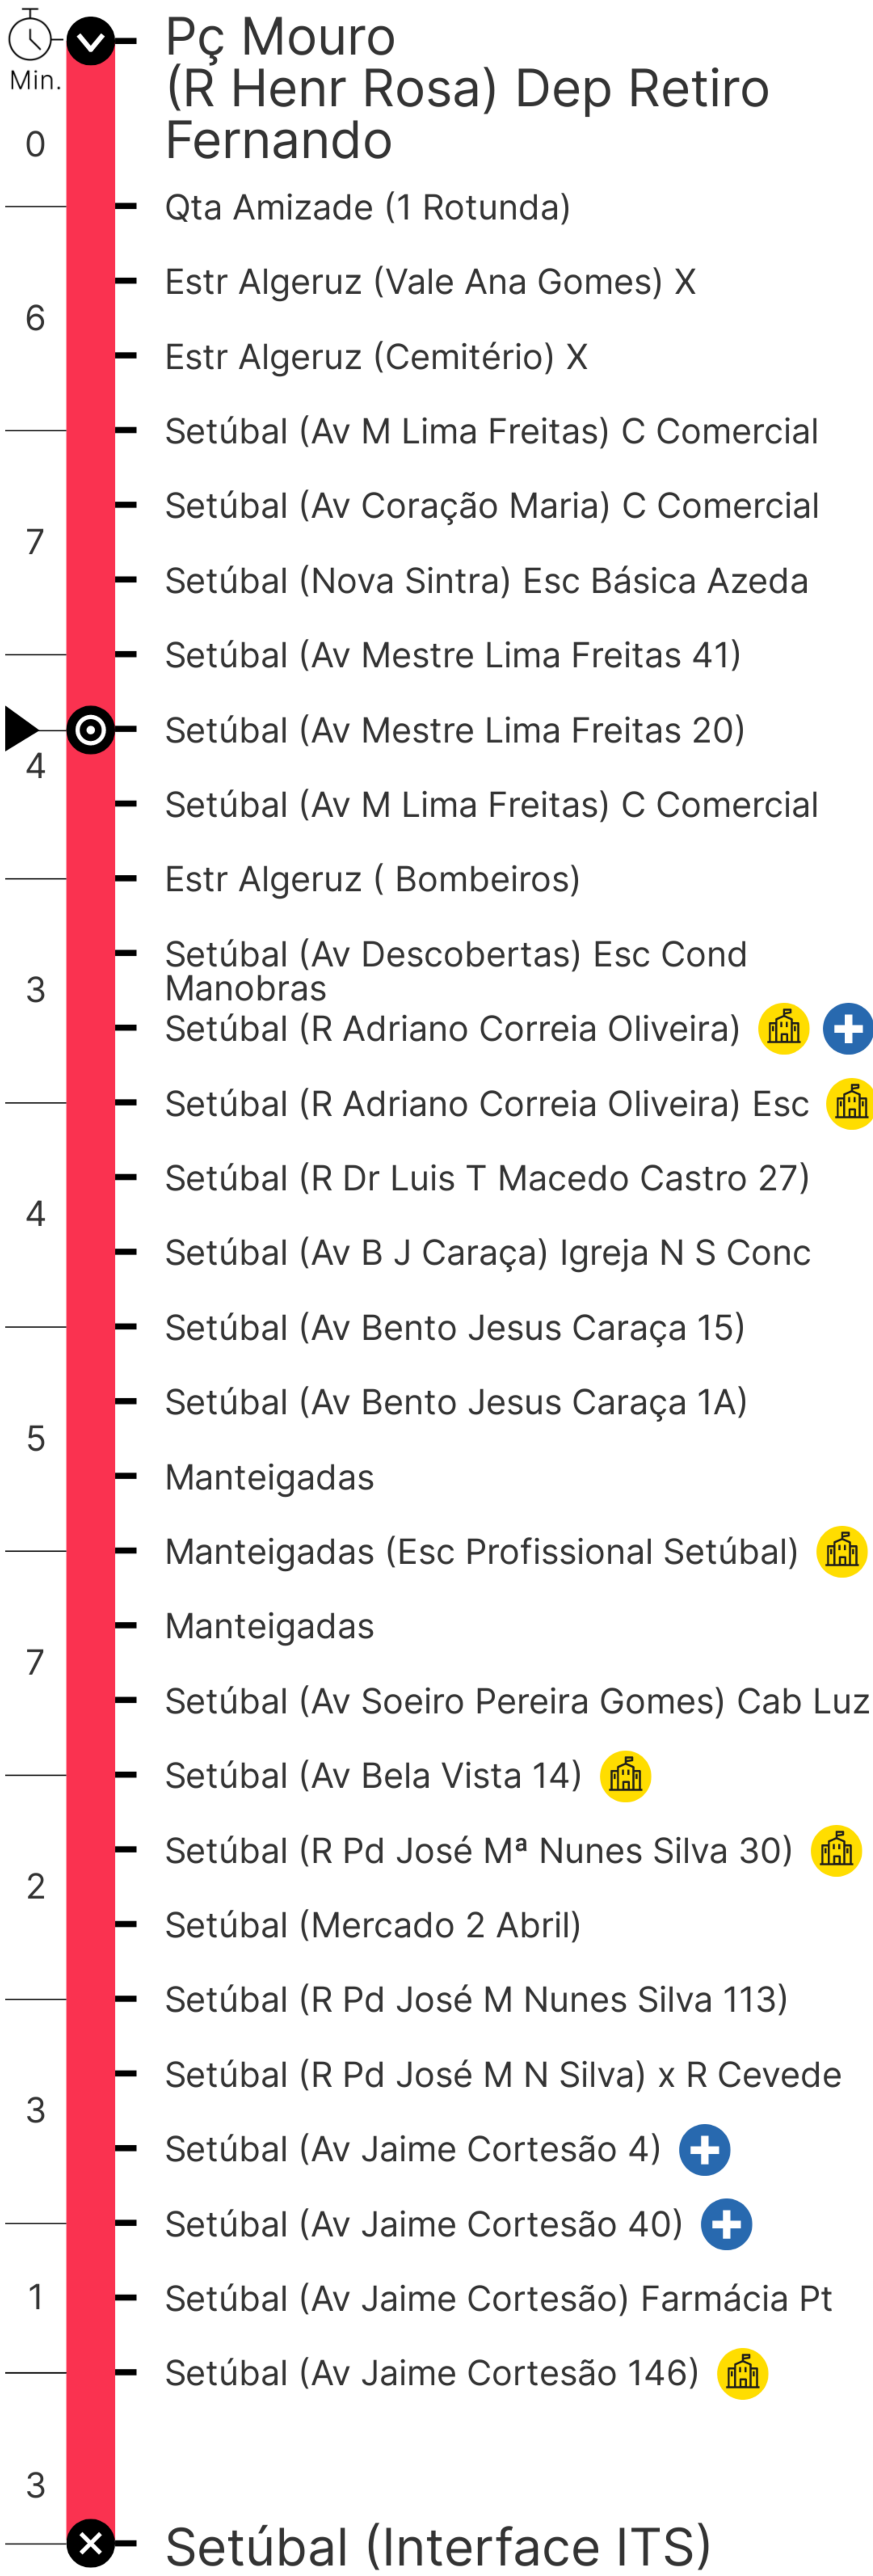 Pç Mouro
(R Henr Rosa) Dep Retiro
Fernando
Min.
0
Qta Amizade (1 Rotunda)
Estr Algeruz (Vale Ana Gomes) X
6
Estr Algeruz (Cemitério) X
Setúbal (Av M Lima Freitas) C Comercial
Setúbal (Av Coração Maria) C Comercial
7
Setúbal (Nova Sintra) Esc Básica Azeda
Setúbal (Av Mestre Lima Freitas 41)
Setúbal (Av Mestre Lima Freitas 20)
4
Setúbal (Av M Lima Freitas) C Comercial
Estr Algeruz ( Bombeiros)
Setúbal (Av Descobertas) Esc Cond
Manobras
3
Setúbal (R Adriano Correia Oliveira)
Setúbal (R Adriano Correia Oliveira) Esc
Setúbal (R Dr Luis T Macedo Castro 27)
4
Setúbal (Av B J Caraça) Igreja N S Conc
Setúbal (Av Bento Jesus Caraça 15)
Setúbal (Av Bento Jesus Caraça 1A)
5
Manteigadas
Manteigadas (Esc Profissional Setúbal)
Manteigadas
7
Setúbal (Av Soeiro Pereira Gomes) Cab Luz
Setúbal (Av Bela Vista 14)
Setúbal (R Pd José Mª Nunes Silva 30)
2
Setúbal (Mercado 2 Abril)
Setúbal (R Pd José M Nunes Silva 113)
Setúbal (R Pd José M N Silva) x R Cevede
3
Setúbal (Av Jaime Cortesão 4)
Setúbal (Av Jaime Cortesão 40)
1
Setúbal (Av Jaime Cortesão) Farmácia Pt
Setúbal (Av Jaime Cortesão 146)
3
Setúbal (Interface ITS)